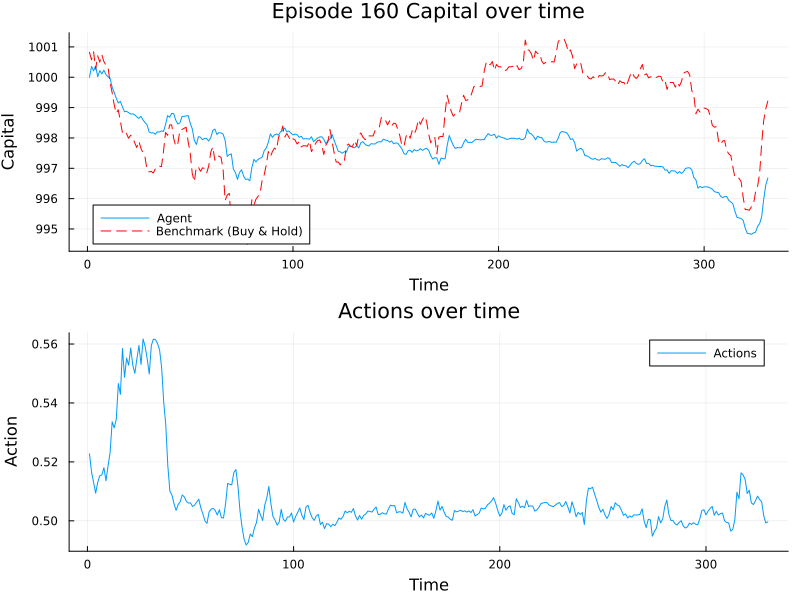 Episode 160 Capital over time
1001
1000
999
998
997
996
995
Capital
Agent
Benchmark (Buy & Hold)
0
100
200
300
Time
Actions over time
0.56
0.54
0.52
0.50
Action
Actions
0
100
200
300
Time